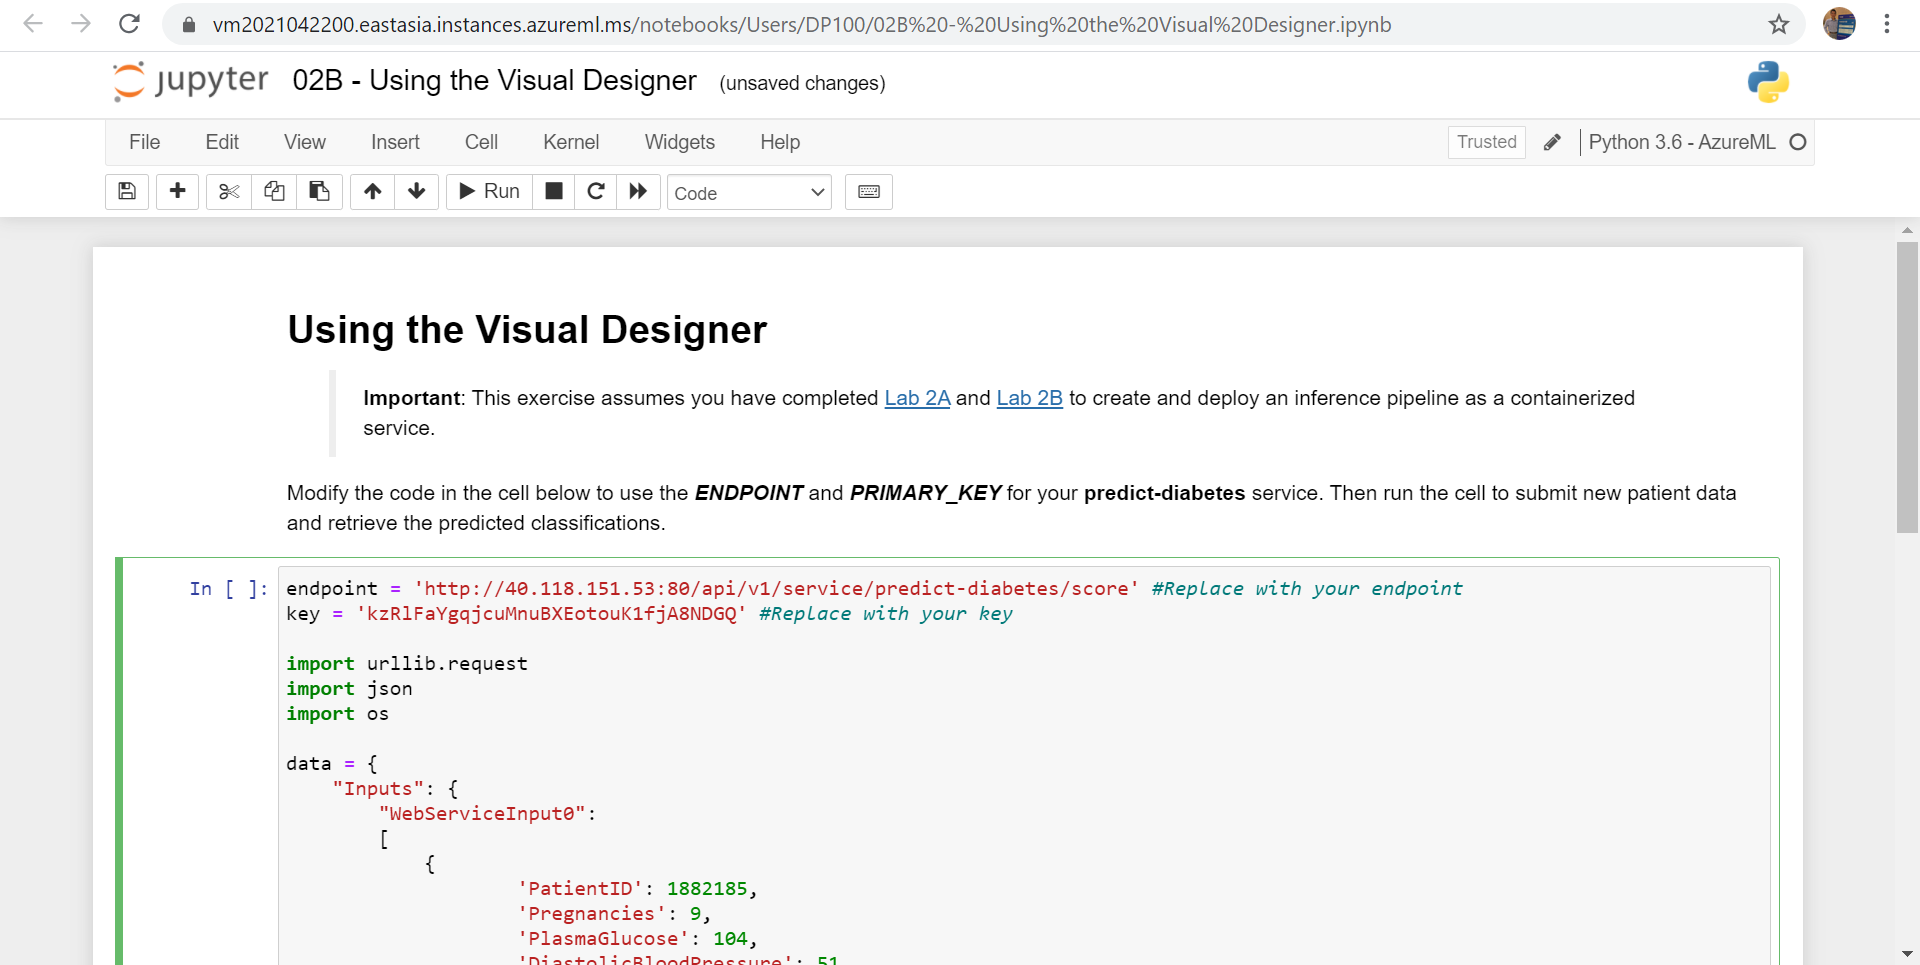 vm2021042200.eastasia.instances.azureml.ms/notebooks/Users/DP100/02B%20-%20Using%20the%20Visual%20Designer.ipynb
jupyter 02B - Using the Visual Designer (unsaved changes)
File Edit View Insert Cell Kernel Widgets Help Trusted Python 3.6 - AzureML
Run Code
Using the Visual Designer
Important: This exercise assumes you have completed Lab 2A and Lab 2B to create and deploy an inference pipeline as a containerized
service.
Modify the code in the cell below to use the ENDPOINT and PRIMARY_KEY for your predict-diabetes service. Then run the cell to submit new patient data
and retrieve the predicted classifications.
In [ ]: endpoint = 'http://40.118.151.53:80/api/v1/service/predict-diabetes/score' #Replace with your endpoint
key = 'kzRlFaYgqjcuMnuBXEotouK1fjA8NDGQ' #Replace with your key
import urllib.request
import json
import os
data = {
"Inputs": {
"WebServiceInput0":
[
{
'PatientID': 1882185,
'Pregnancies': 9,
'PlasmaGlucose': 104,
'DiastolicBloodPressure': 51